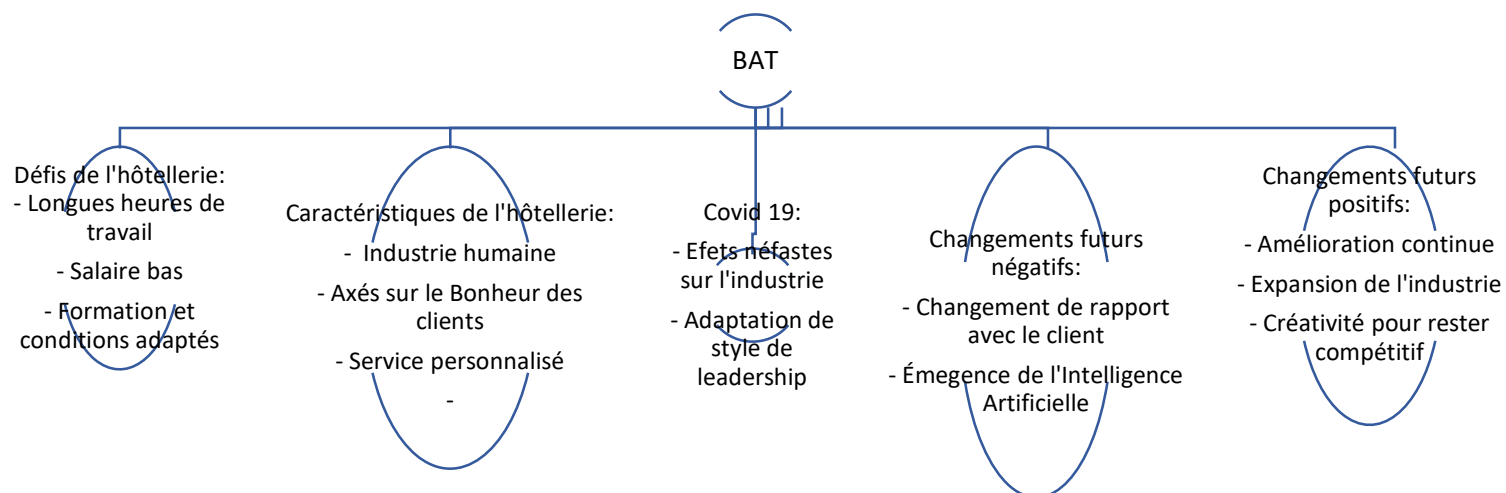 BAT
Défis de l'hôtellerie:
- Longues heures de
travail
- Salaire bas
- Formation et
conditions adaptés
Caractéristiques de l'hôtellerie:
- Industrie humaine
- Axés sur le Bonheur des
clients
- Service personnalisé
-
Covid 19:
- Efets néfastes
sur l'industrie
- Adaptation de
style de
leadership
Changements futurs
négatifs:
- Changement de rapport
avec le client
- Émegence de l'Intelligence
Artificielle
Changements futurs
positifs:
- Amélioration continue
- Expansion de l'industrie
- Créativité pour rester
compétitif